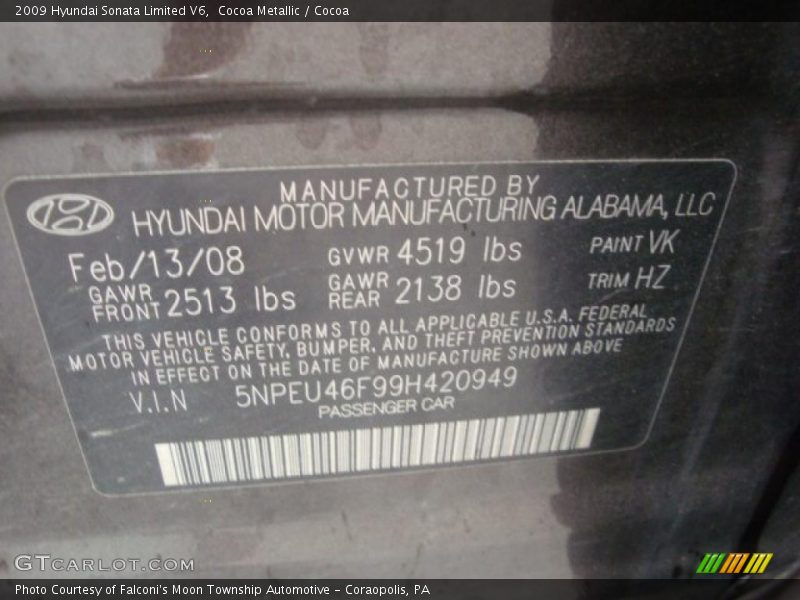 2009 Hyundai Sonata Limited V6,  Cocoa Metallic / Cocoa
MANUFACTURED BY
HYUNDAI MOTOR MANUFACTURING ALABAMA, LLC
Feb/13/08 GVWR 4519 lbs PAINT VK
GAWR FRONT 2513 lbs GAWR REAR 2138 lbs TRIM HZ
THIS VEHICLE CONFORMS TO ALL APPLICABLE U.S.A. FEDERAL
MOTOR VEHICLE SAFETY, BUMPER, AND THEFT PREVENTION STANDARDS
IN EFFECT ON THE DATE OF MANUFACTURE SHOWN ABOVE
V.I.N 5NPEU46F99H420949
PASSENGER CAR
GTCARLOT.COM
Photo Courtesy of Falconi's Moon Township Automotive – Coraopolis, PA